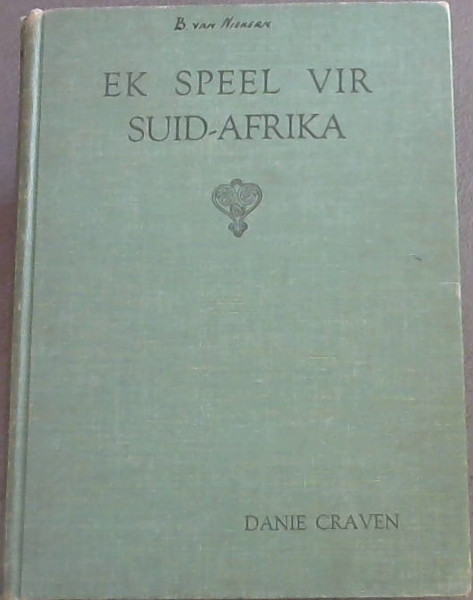 B. VAN NIEKERK
EK SPEEL VIR
SUID-AFRIKA
DANIE CRAVEN